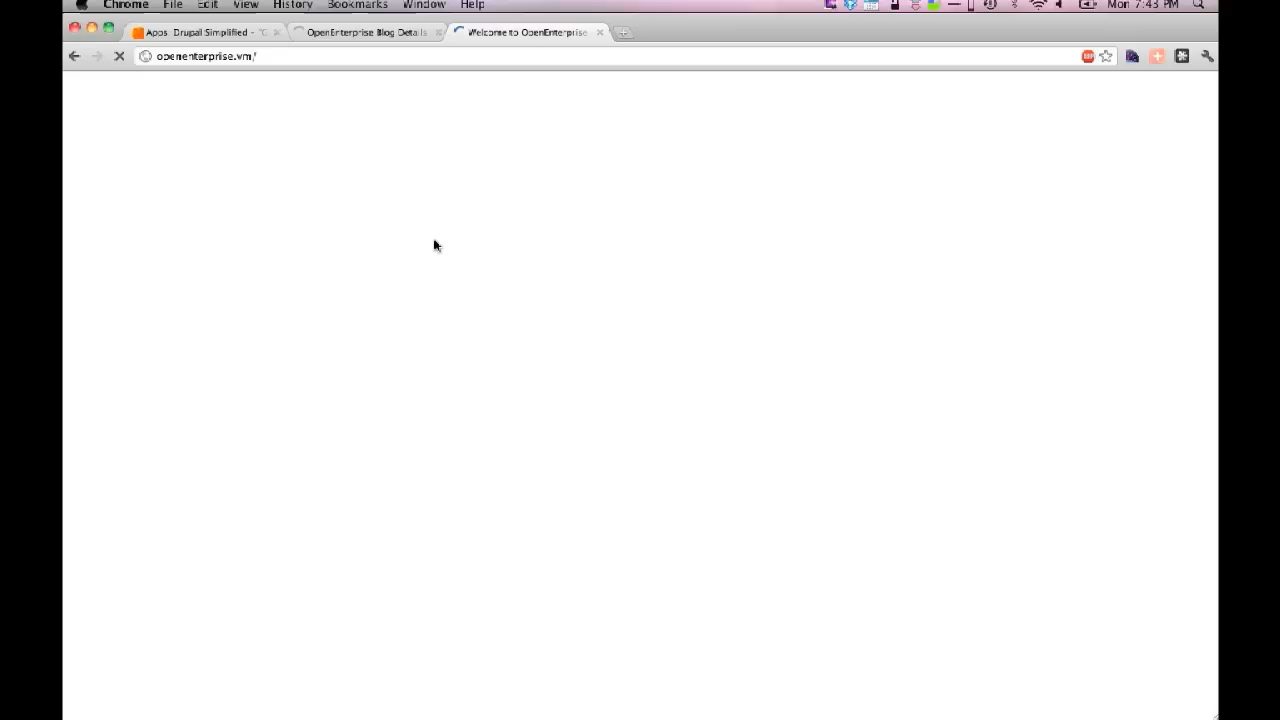 Chrome File Edit View History Bookmarks Window Help Mon 7:43 PM
Apps Drupal Simplified - OpenEnterprise Blog Details Welcome to OpenEnterprise
openenterprise.vm/